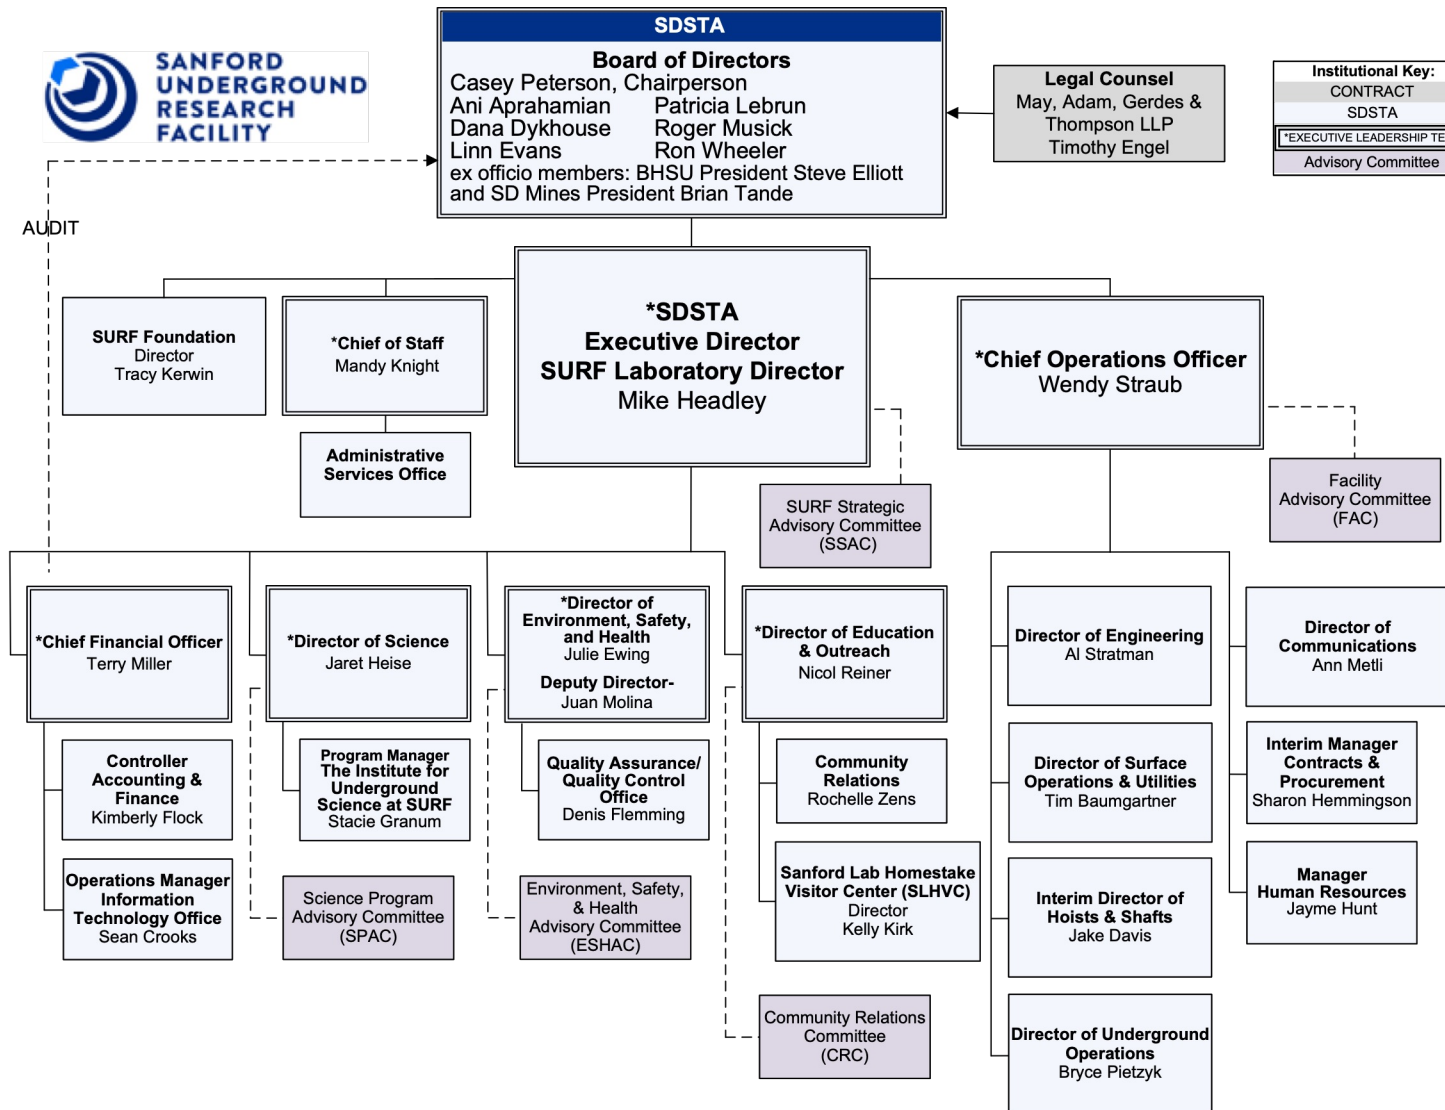 SANFORD
UNDERGROUND
RESEARCH
FACILITY
SDSTA
Board of Directors
Casey Peterson, Chairperson
Ani Aprahamian Patricia Lebrun
Dana Dykhouse Roger Musick
Linn Evans Ron Wheeler
ex officio members: BHSU President Steve Elliott
and SD Mines President Brian Tande
Legal Counsel
May, Adam, Gerdes &
Thompson LLP
Timothy Engel
Institutional Key:
CONTRACT
SDSTA
*EXECUTIVE LEADERSHIP
Advisory Committee
AUDIT
SURF Foundation
Director
Tracy Kerwin
*Chief of Staff
Mandy Knight
Administrative
Services Office
*SDSTA
Executive Director
SURF Laboratory Director
Mike Headley
*Chief Operations Officer
Wendy Straub
SURF Strategic
Advisory Committee
(SSAC)
Facility
Advisory Committee
(FAC)
*Chief Financial Officer
Terry Miller
*Director of Science
Jaret Heise
*Director of
Environment, Safety,
and Health
Julie Ewing
Deputy Director-
Juan Molina
*Director of Education
& Outreach
Nicol Reiner
Director of Engineering
Al Stratman
Director of
Communications
Ann Metli
Controller
Accounting &
Finance
Kimberly Flock
Program Manager
The Institute for
Underground
Science at SURF
Stacie Granum
Quality Assurance/
Quality Control
Office
Denis Flemming
Community
Relations
Rochelle Zens
Director of Surface
Operations & Utilities
Tim Baumgartner
Interim Manager
Contracts &
Procurement
Sharon Hemmingson
Operations Manager
Information
Technology Office
Sean Crooks
Science Program
Advisory Committee
(SPAC)
Environment, Safety,
& Health
Advisory Committee
(ESHAC)
Sanford Lab Homestake
Visitor Center (SLHVC)
Director
Kelly Kirk
Interim Director of
Hoists & Shafts
Jake Davis
Manager
Human Resources
Jayme Hunt
Community Relations
Committee
(CRC)
Director of Underground
Operations
Bryce Pietzyk